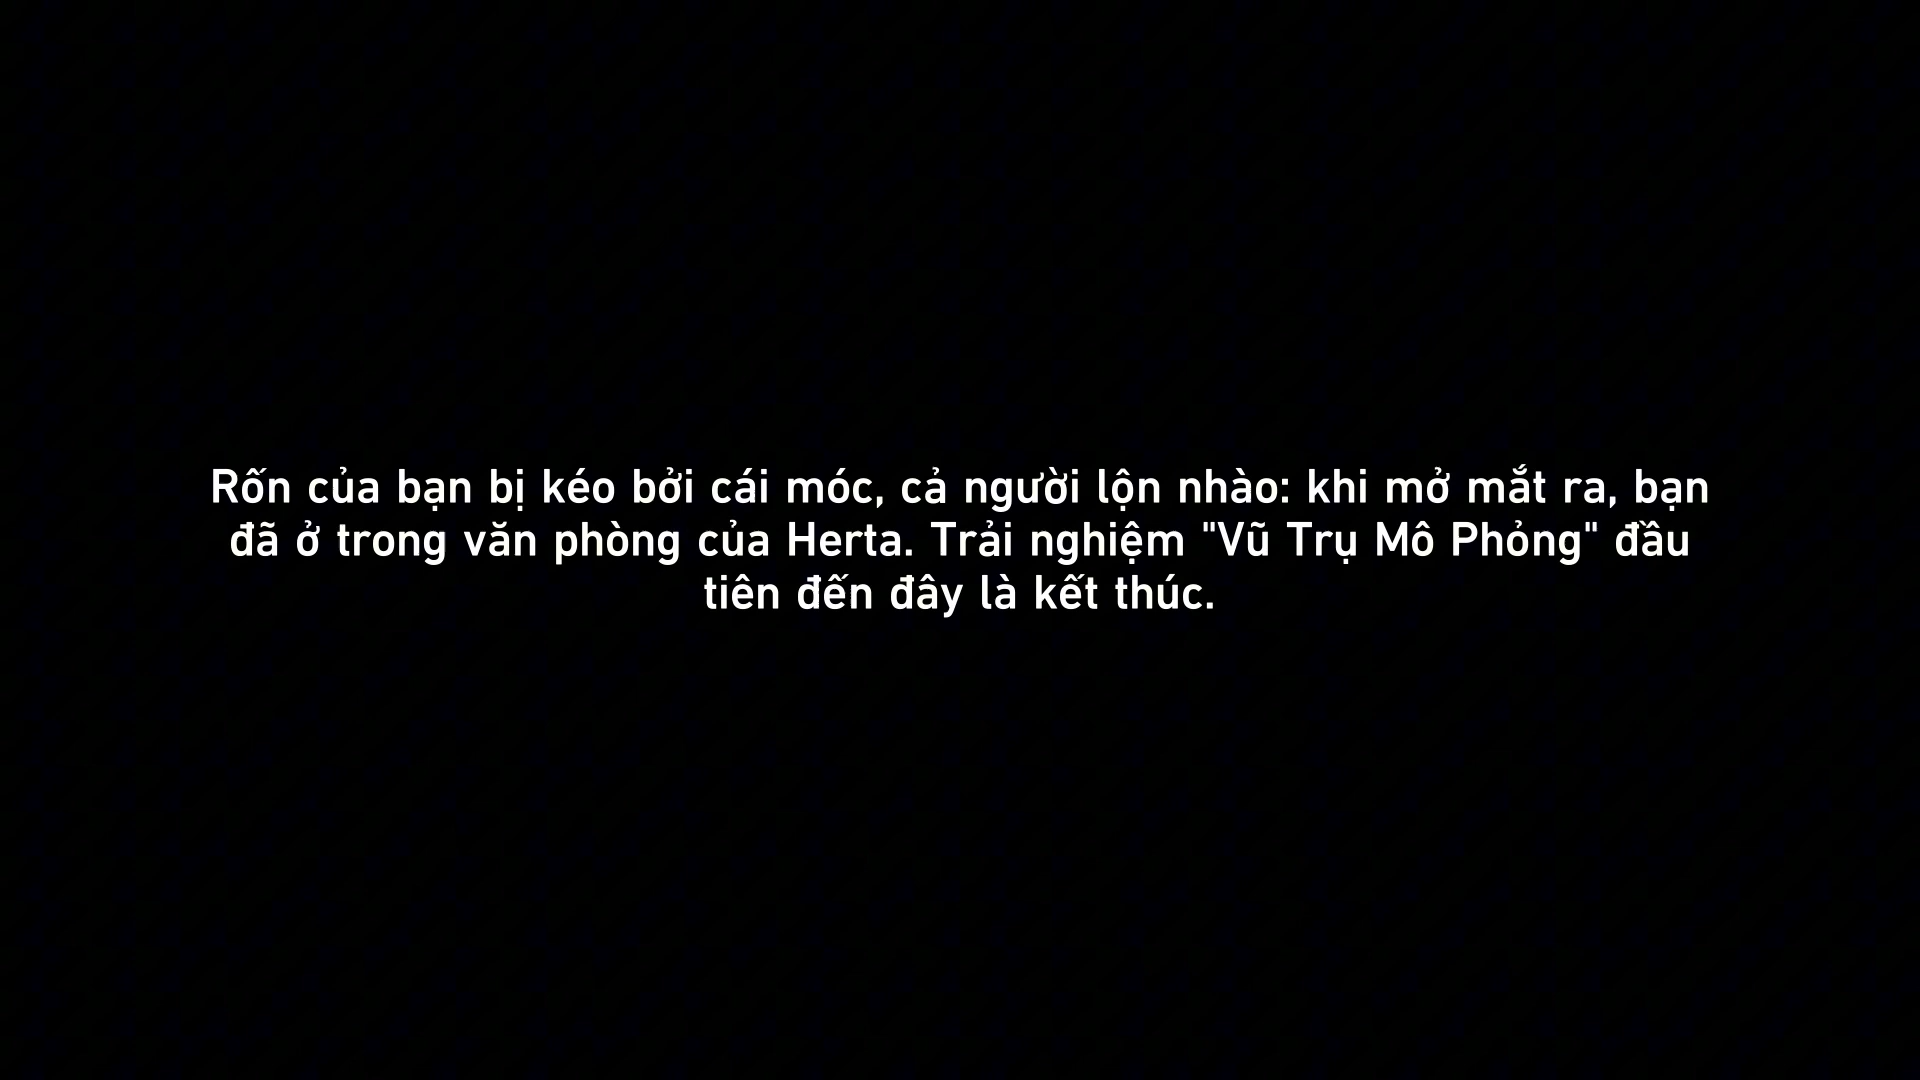 Rốn của bạn bị kéo bởi cái móc, cả người lộn nhào: khi mở mắt ra, bạn
đã ở trong văn phòng của Herta. Trải nghiệm "Vũ Trụ Mô Phỏng" đầu
tiên đến đây là kết thúc.